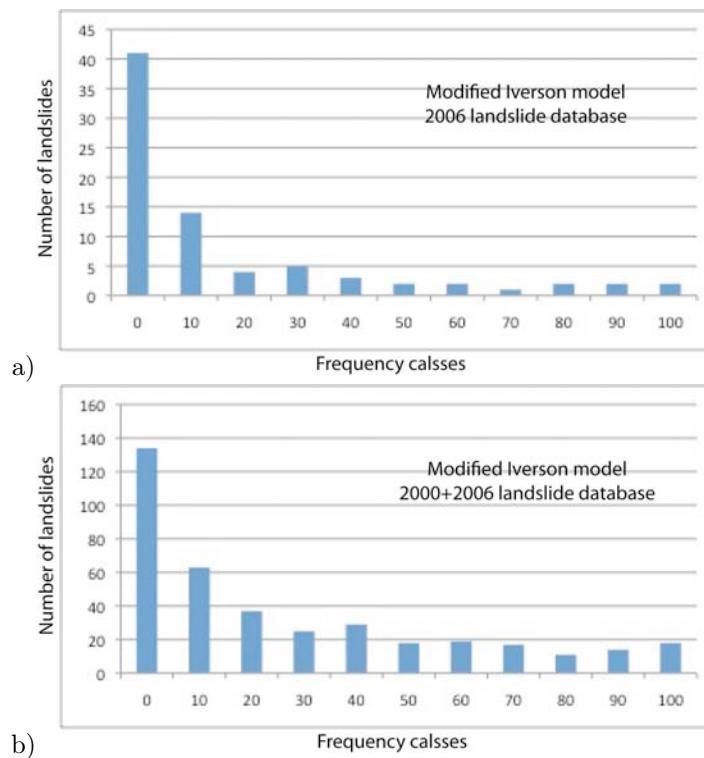 45
40
35
30
25
20
15
10
5
0
Number of landslides
Modified Iverson model
2006 landslide database
0 10 20 30 40 50 60 70 80 90 100
Frequency calsses
a)
160
140
120
100
80
60
40
20
0
Number of landslides
Modified Iverson model
2000+2006 landslide database
0 10 20 30 40 50 60 70 80 90 100
Frequency calsses
b)